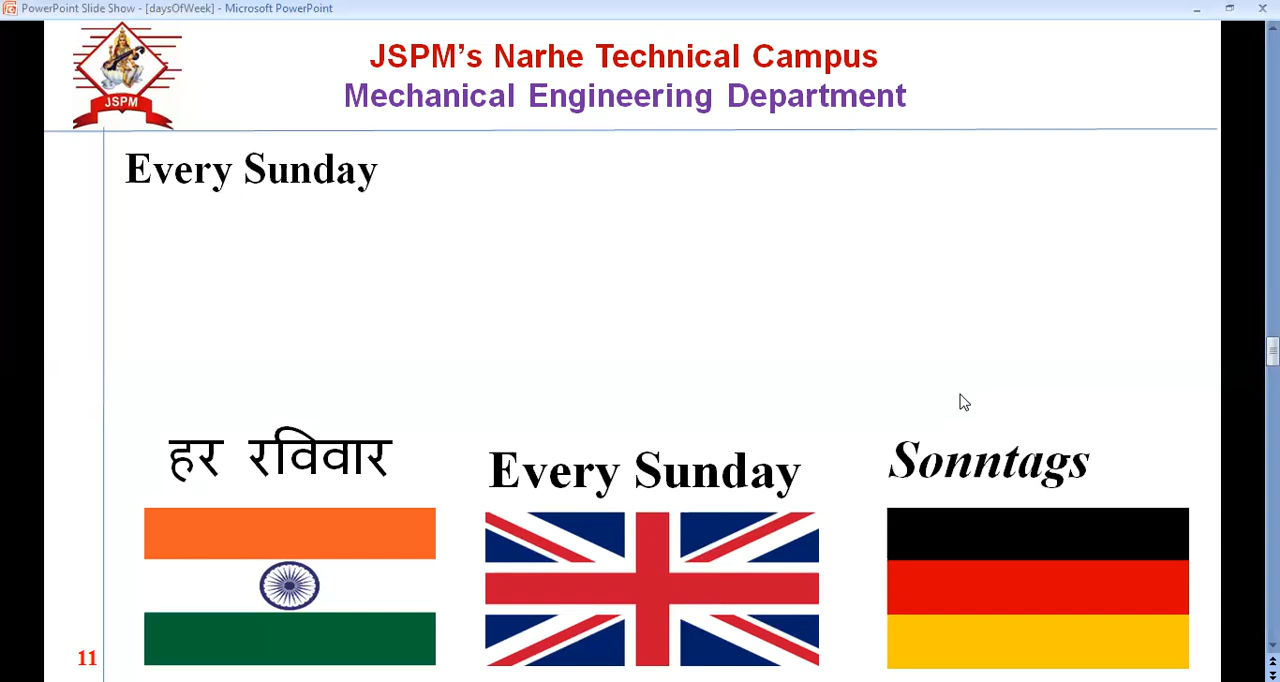 PowerPoint Slide Show - [daysOfWeek] - Microsoft PowerPoint
JSPM
JSPM's Narhe Technical Campus
Mechanical Engineering Department
Every Sunday
हर रविवार
Every Sunday
Sonntags
11